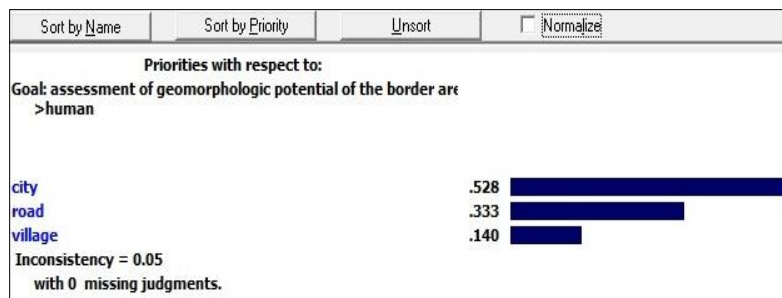 Sort by Name Sort by Priority Unsort Normalize
Priorities with respect to:
Goal: assessment of geomorphologic potential of the border are
>human
city .528
road .333
village .140
Inconsistency = 0.05
with 0 missing judgments.